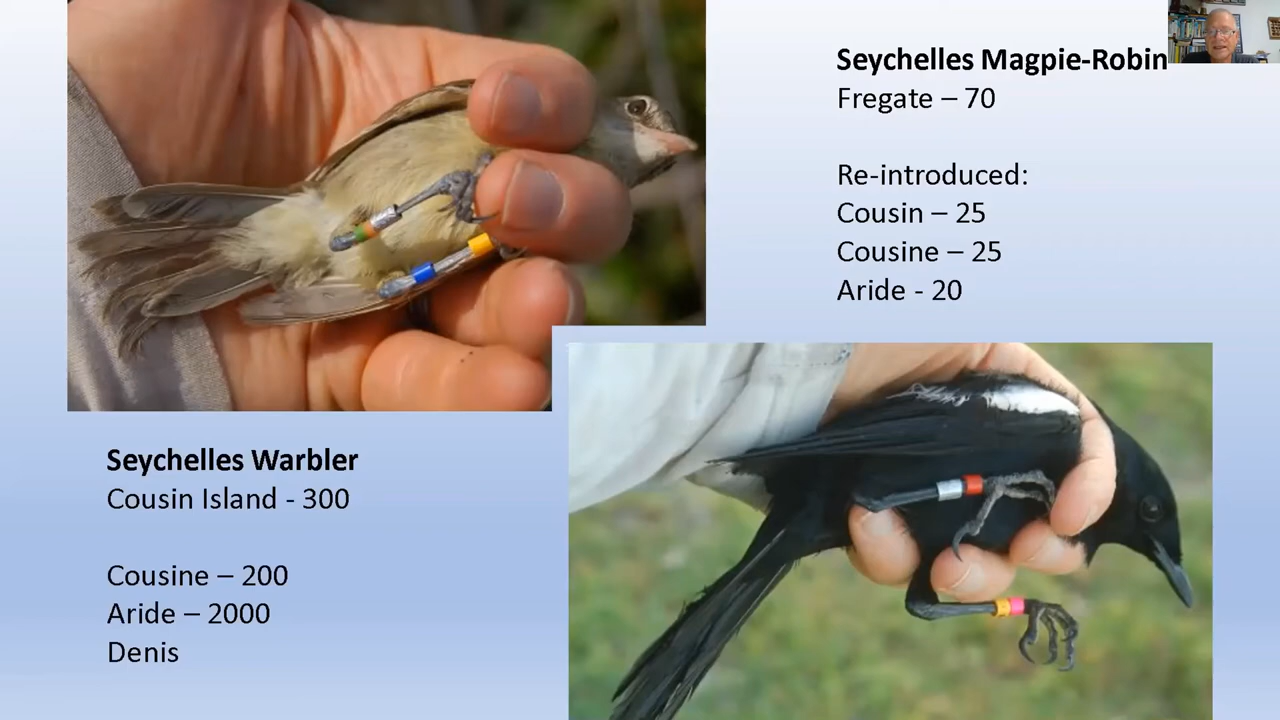 Seychelles Magpie-Robin
Fregate – 70
Re-introduced:
Cousin – 25
Cousine – 25
Aride - 20
Seychelles Warbler
Cousin Island - 300
Cousine – 200
Aride – 2000
Denis